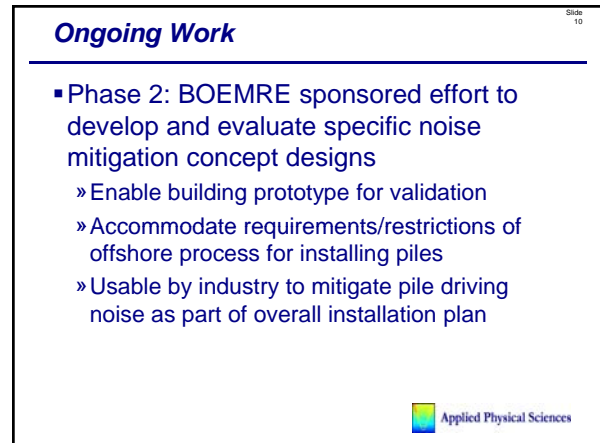 Slide
10
Ongoing Work
▪Phase 2: BOEMRE sponsored effort to
develop and evaluate specific noise
mitigation concept designs
»Enable building prototype for validation
»Accommodate requirements/restrictions of
offshore process for installing piles
»Usable by industry to mitigate pile driving
noise as part of overall installation plan
Applied Physical Sciences